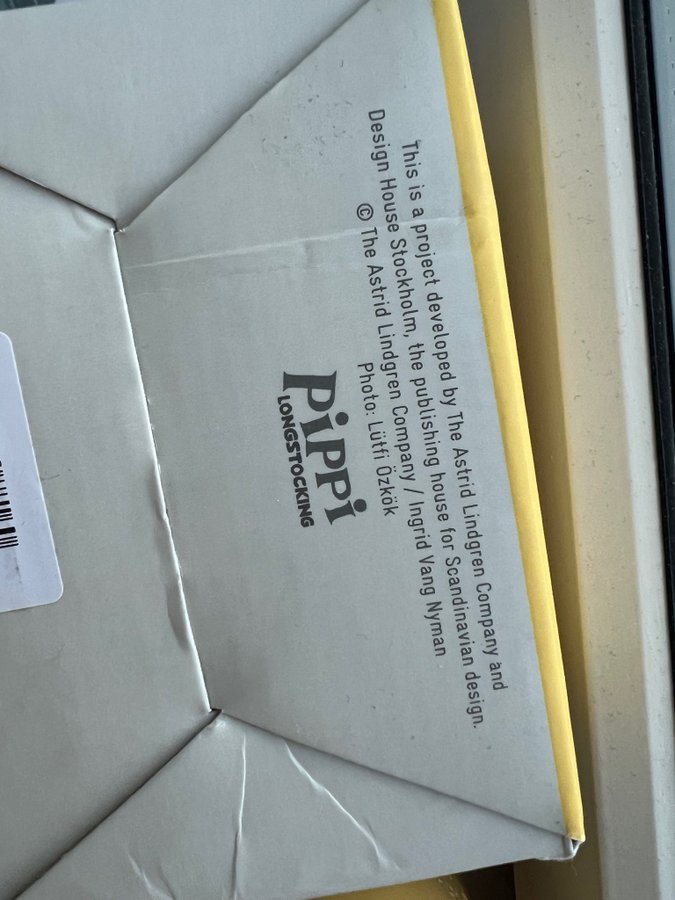 This is a project developed by The Astrid Lindgren Company and
Design House Stockholm, the publishing house for Scandinavian design.
© The Astrid Lindgren Company / Ingrid Vang Nyman
Photo: Lütfi Özkök
Pippi
LONGSTOCKING